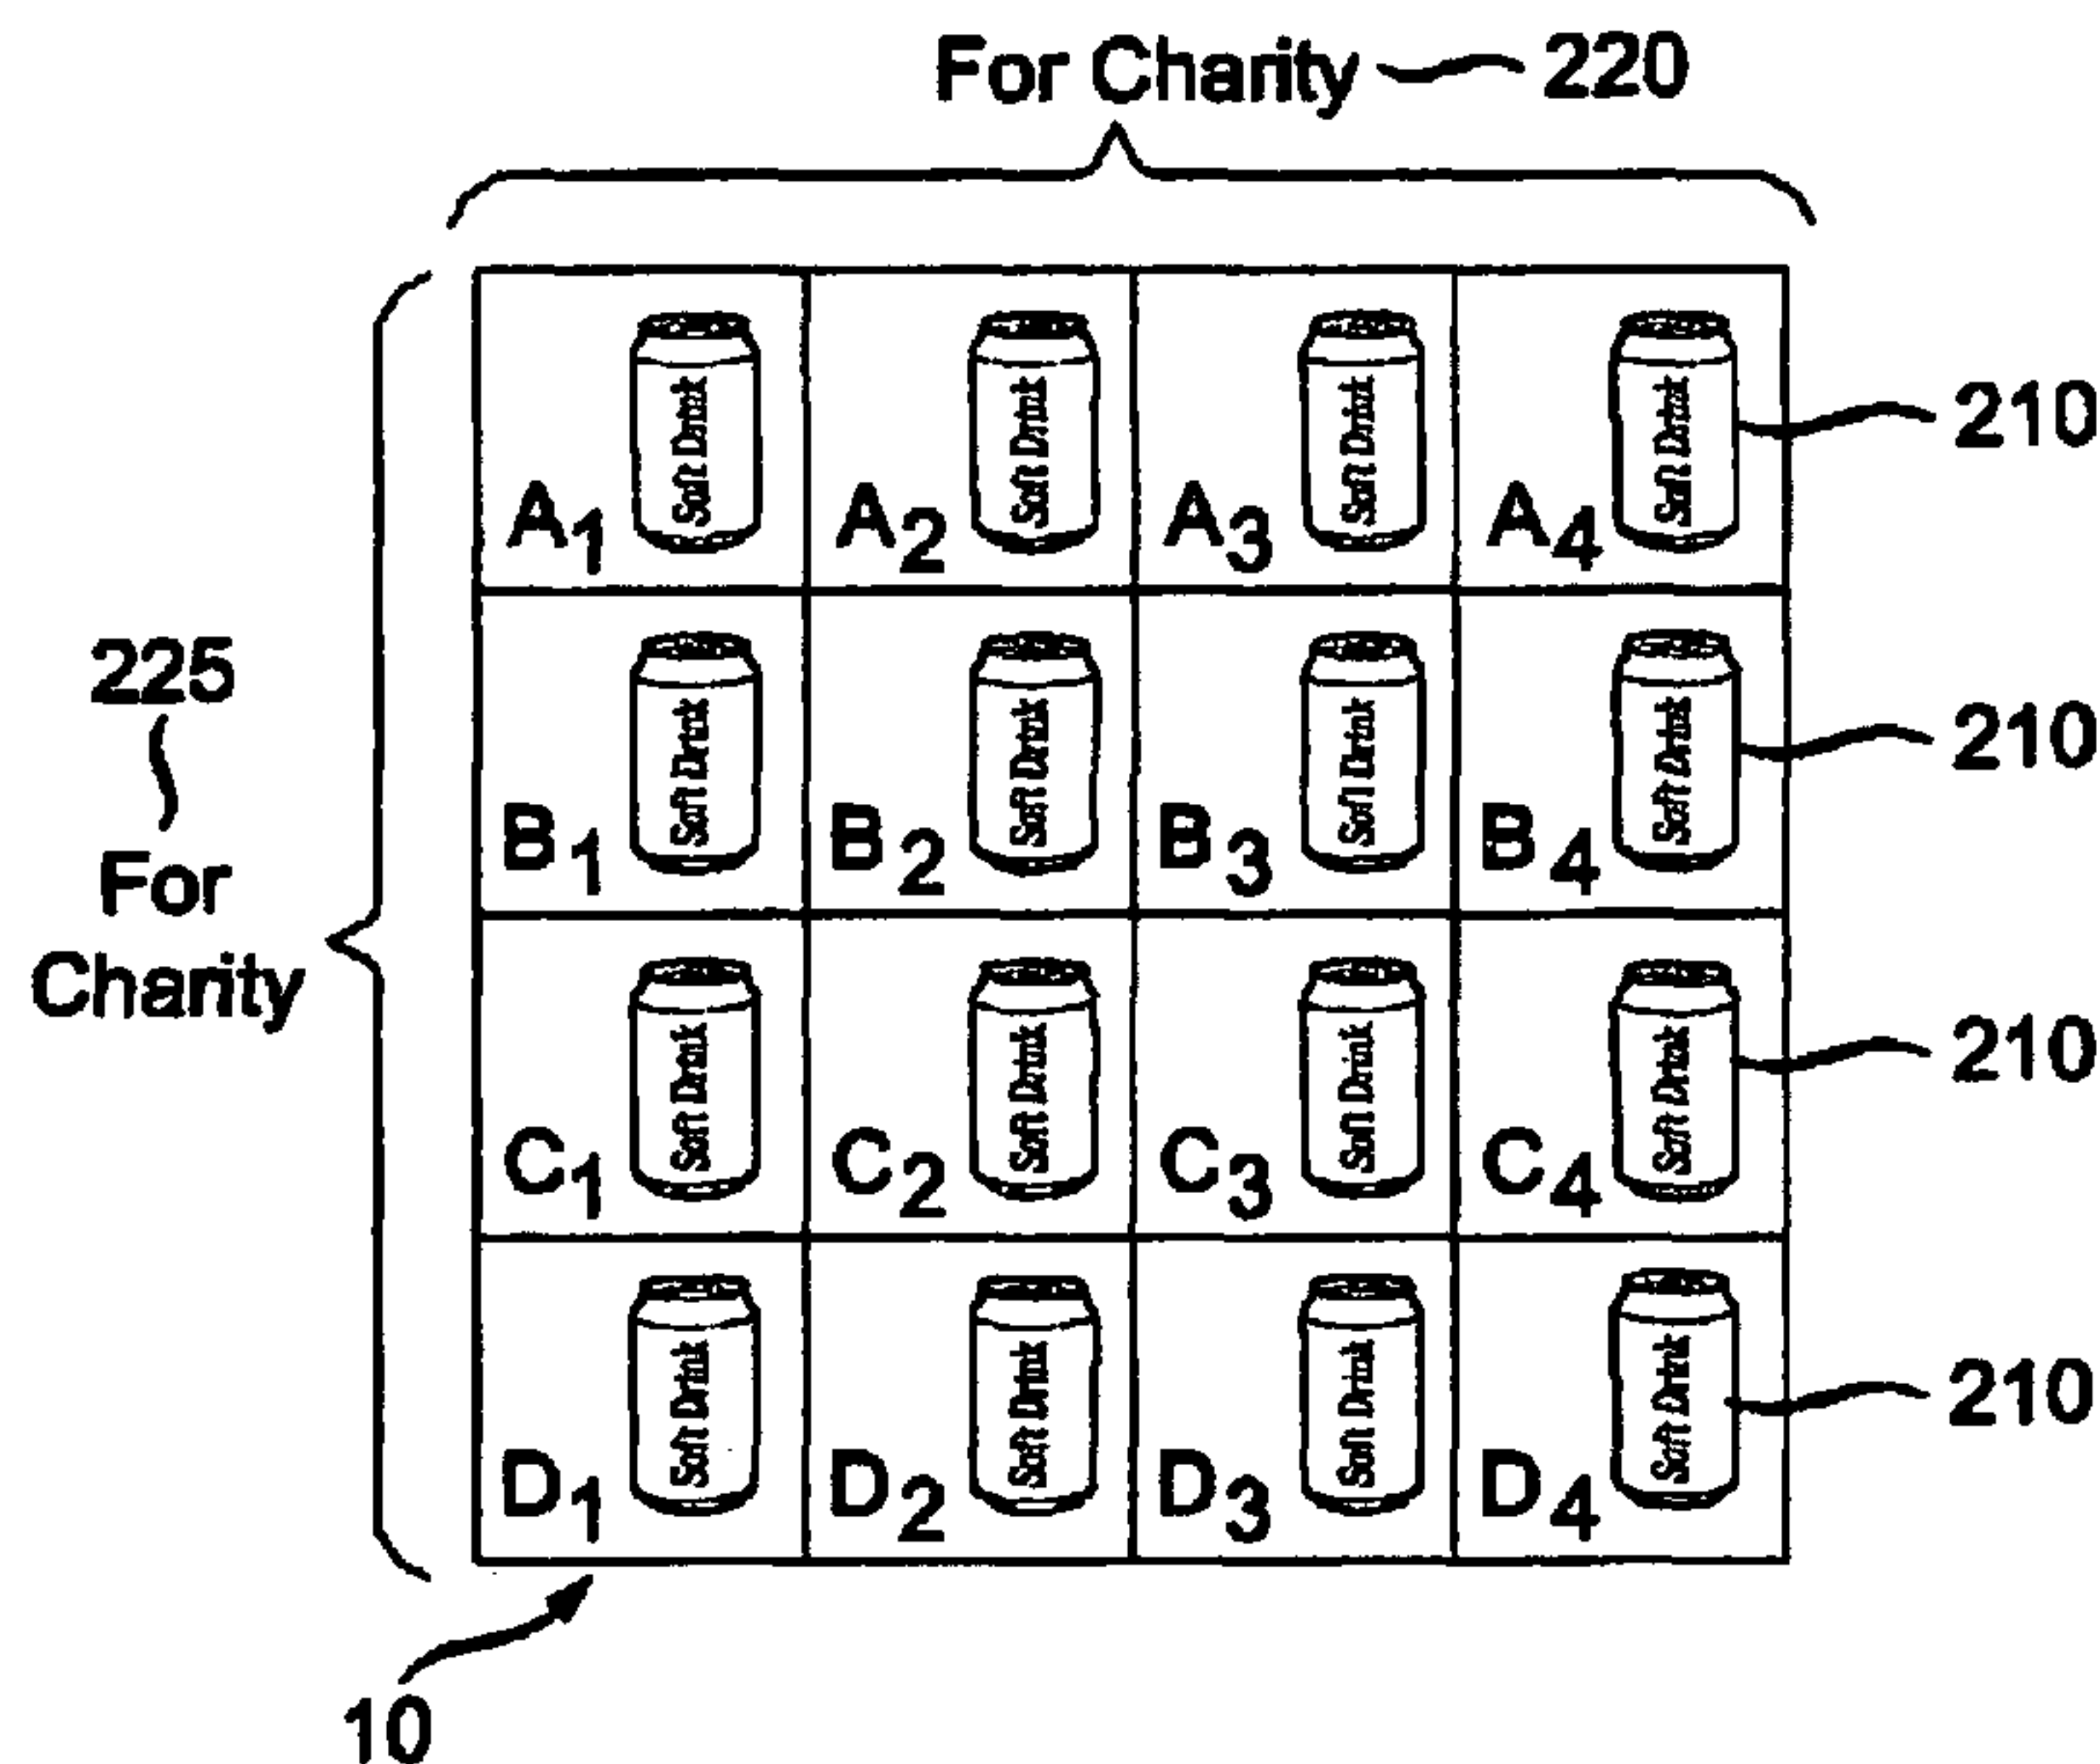 For Charity 220
A1 Soft Drink A2 Soft Drink A3 Soft Drink A4 Soft Drink 210
225
For
Charity
B1 Soft Drink B2 Soft Drink B3 Soft Drink B4 Soft Drink 210
C1 Soft Drink C2 Soft Drink C3 Soft Drink C4 Soft Drink 210
D1 Soft Drink D2 Soft Drink D3 Soft Drink D4 Soft Drink 210
10